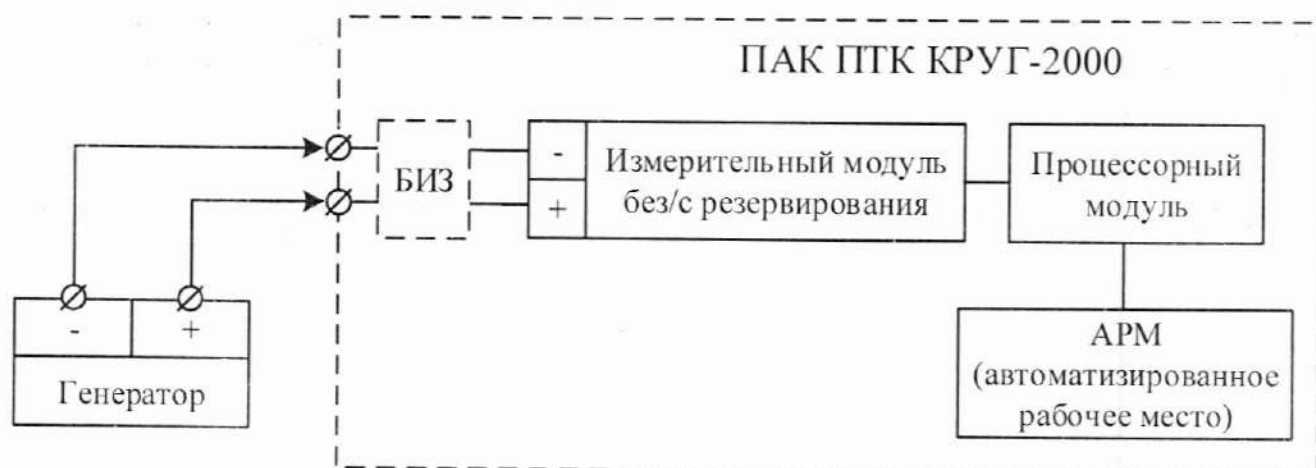 ПАК ПТК КРУГ-2000
БИЗ
-
+
Измерительный модуль
без/с резервирования
Процессорный
модуль
-
+
Генератор
АРМ
(автоматизированное
рабочее место)